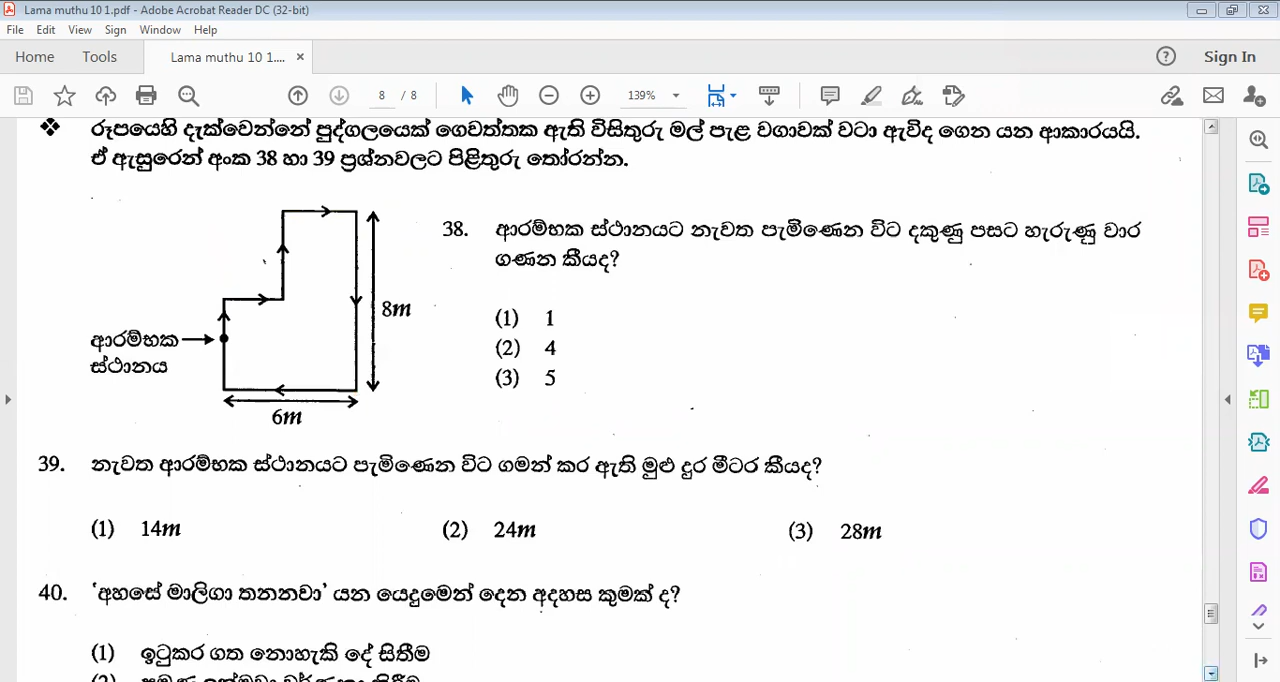 Lama muthu 10 1.pdf - Adobe Acrobat Reader DC (32-bit)
File Edit View Sign Window Help
Home Tools Lama muthu 10 1.... × Sign In
8 / 8 139%
❖ රූපයෙහි දැක්වෙන්නේ පුද්ගලයෙක් ගෙවත්තක ඇති විසිතුරු මල් පැළ වගාවක් වටා ඇවිද ගෙන යන ආකාරයයි.
ඒ ඇසුරෙන් අංක 38 හා 39 ප්‍රශ්නවලට පිළිතුරු තෝරන්න.
ආරම්භක
ස්ථානය
8m
6m
38. ආරම්භක ස්ථානයට නැවත පැමිණෙන විට දකුණු පසට හැරුණු වාර
ගණන කීයද?
(1) 1
(2) 4
(3) 5
39. නැවත ආරම්භක ස්ථානයට පැමිණෙන විට ගමන් කර ඇති මුළු දුර මීටර කීයද?
(1) 14m (2) 24m (3) 28m
40. ‘අහසේ මාලිගා තනනවා’ යන යෙදුමෙන් දෙන අදහස කුමක් ද?
(1) ඉටුකර ගත නොහැකි දේ සිතීම